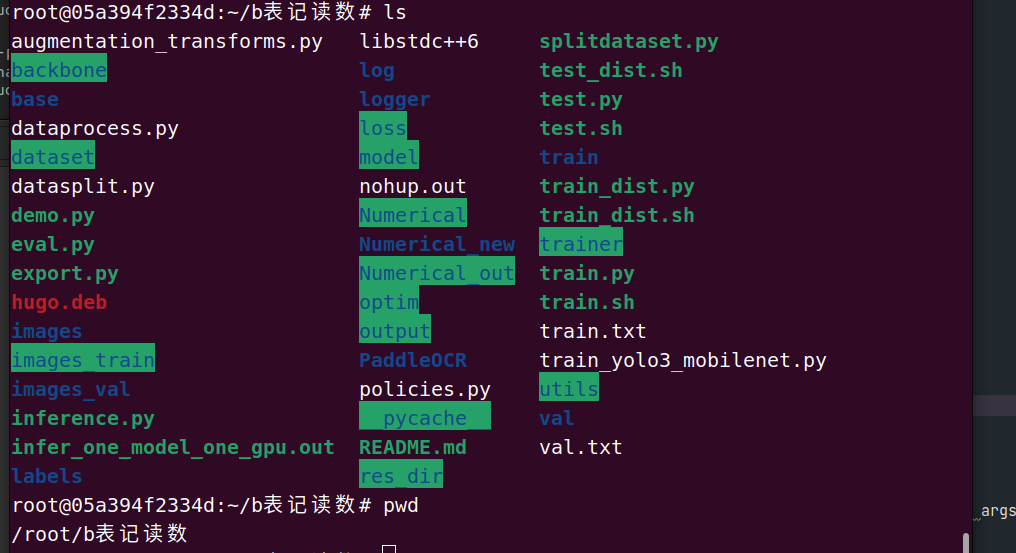 root@05a394f2334d:~/b表记读数# ls
augmentation_transforms.py libstdc++6 splitdataset.py
backbone log test_dist.sh
base logger test.py
dataprocess.py loss test.sh
dataset model train
datasplit.py nohup.out train_dist.py
demo.py Numerical train_dist.sh
eval.py Numerical_new trainer
export.py Numerical_out train.py
hugo.deb optim train.sh
images output train.txt
images_train PaddleOCR train_yolo3_mobilenet.py
images_val policies.py utils
inference.py __pycache__ val
infer_one_model_one_gpu.out README.md val.txt
labels res_dir
root@05a394f2334d:~/b表记读数# pwd
/root/b表记读数
args